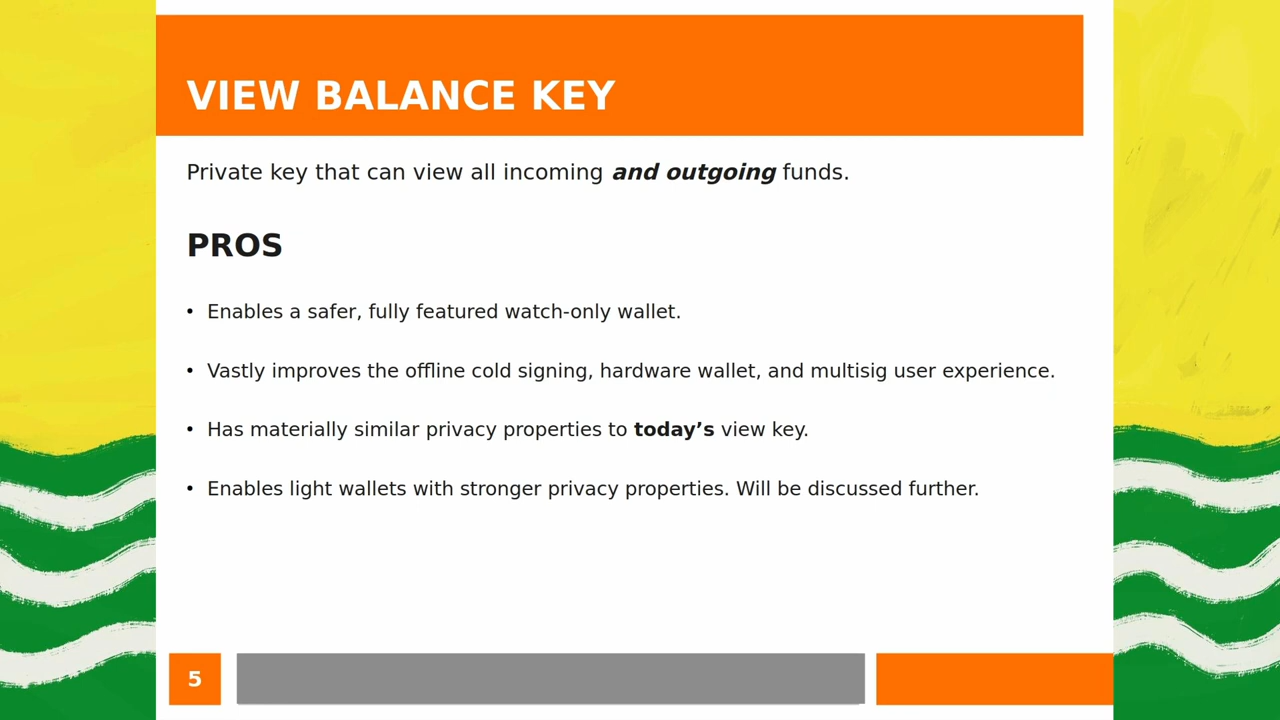 VIEW BALANCE KEY
Private key that can view all incoming and outgoing funds.
PROS
• Enables a safer, fully featured watch-only wallet.
• Vastly improves the offline cold signing, hardware wallet, and multisig user experience.
• Has materially similar privacy properties to today’s view key.
• Enables light wallets with stronger privacy properties. Will be discussed further.
5